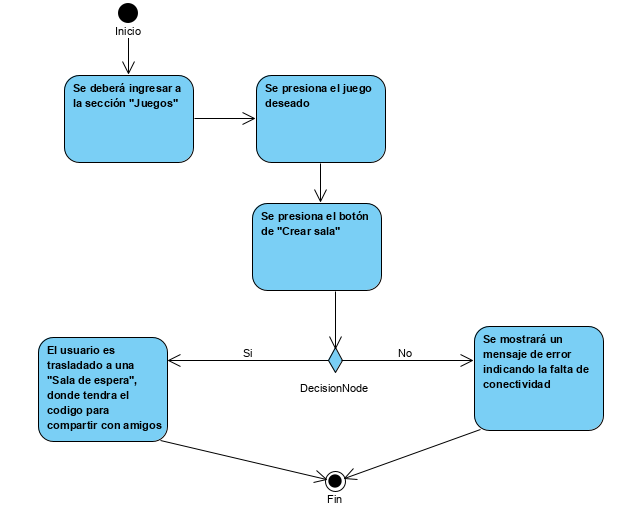 Inicio
Se deberá ingresar a
la sección "Juegos"
Se presiona el juego
deseado
Se presiona el botón
de "Crear sala"
Si
No
DecisionNode
El usuario es
trasladado a una
"Sala de espera",
donde tendra el
codigo para
compartir con amigos
Se mostrará un
mensaje de error
indicando la falta de
conectividad
Fin